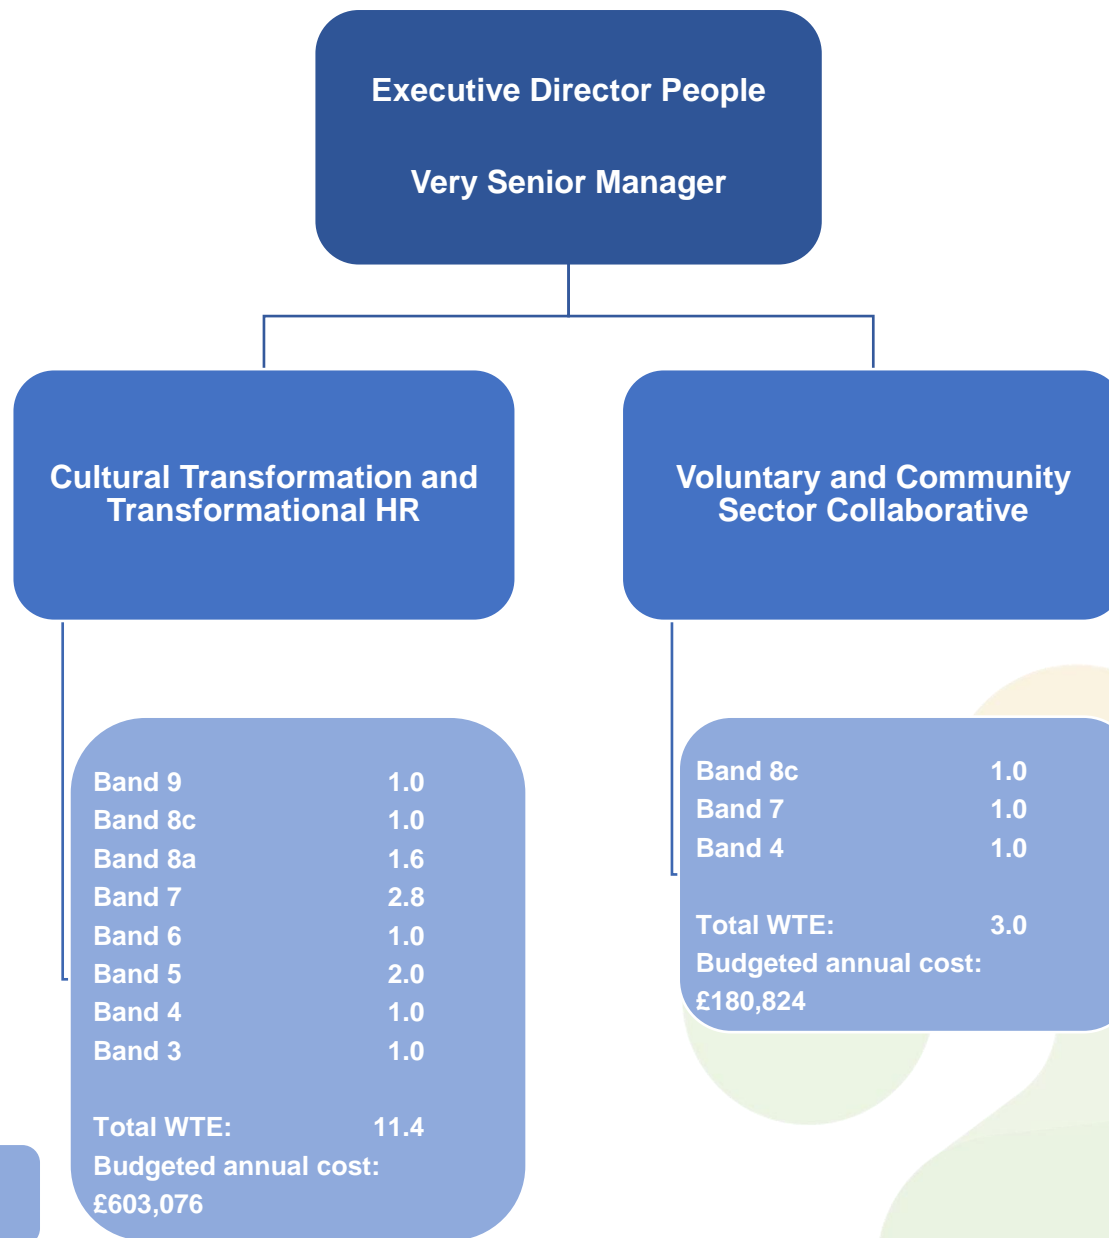 Executive Director People
Very Senior Manager
Cultural Transformation and
Transformational HR
Voluntary and Community
Sector Collaborative
Band 9 1.0
Band 8c 1.0
Band 8a 1.6
Band 7 2.8
Band 6 1.0
Band 5 2.0
Band 4 1.0
Band 3 1.0
Total WTE: 11.4
Budgeted annual cost:
£603,076
Band 8c 1.0
Band 7 1.0
Band 4 1.0
Total WTE: 3.0
Budgeted annual cost:
£180,824